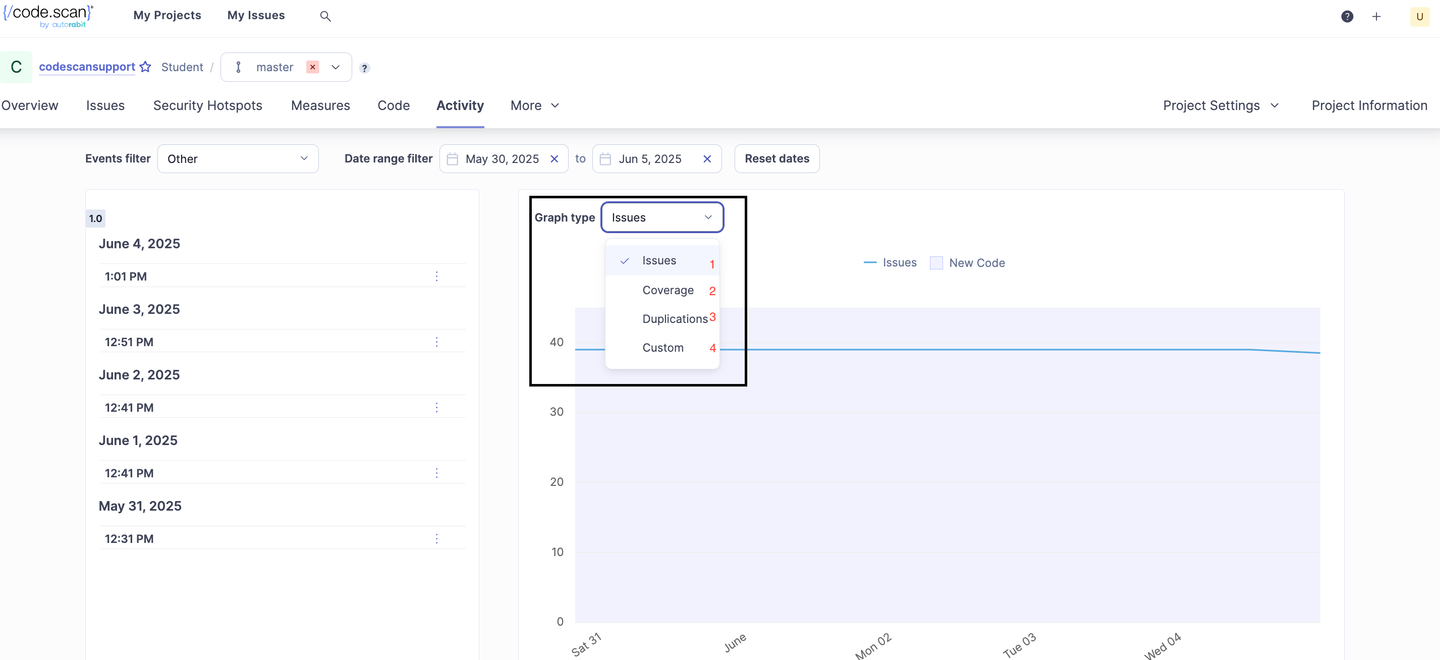 {/code.scan}*
by autorabit
My Projects My Issues ? + U
C codescansupport Student / master × ?
Overview Issues Security Hotspots Measures Code Activity More Project Settings Project Information
Events filter Other Date range filter May 30, 2025 × to Jun 5, 2025 × Reset dates
1.0
June 4, 2025
1:01 PM
June 3, 2025
12:51 PM
June 2, 2025
12:41 PM
June 1, 2025
12:41 PM
May 31, 2025
12:31 PM
Graph type Issues
Issues 1
Coverage 2
Duplications 3
Custom 4
Issues New Code
40
30
20
10
0
Sat 31 June Mon 02 Tue 03 Wed 04